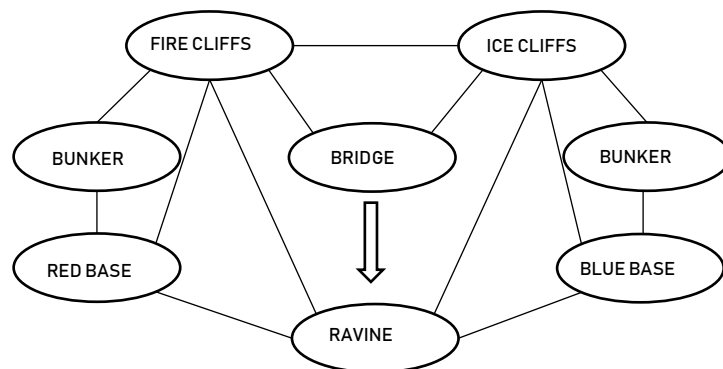 FIRE CLIFFS
ICE CLIFFS
BUNKER
BRIDGE
BUNKER
RED BASE
BLUE BASE
RAVINE